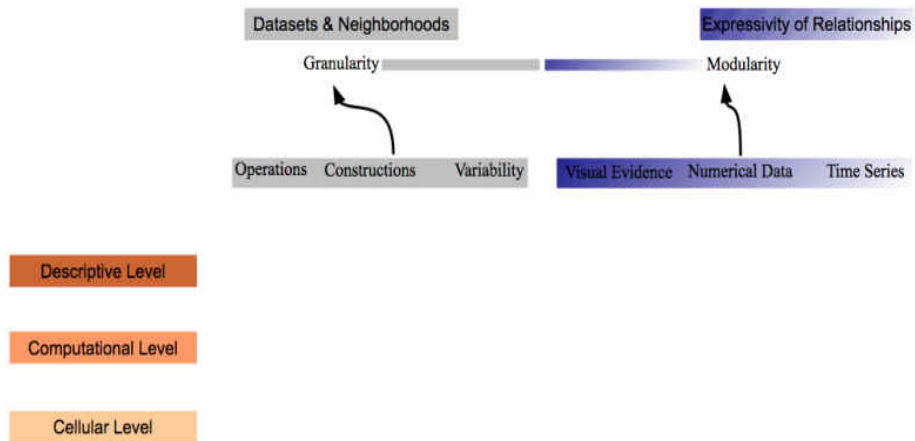 Datasets & Neighborhoods Expressivity of Relationships
Granularity Modularity
Operations Constructions Variability Visual Evidence Numerical Data Time Series
Descriptive Level
Computational Level
Cellular Level